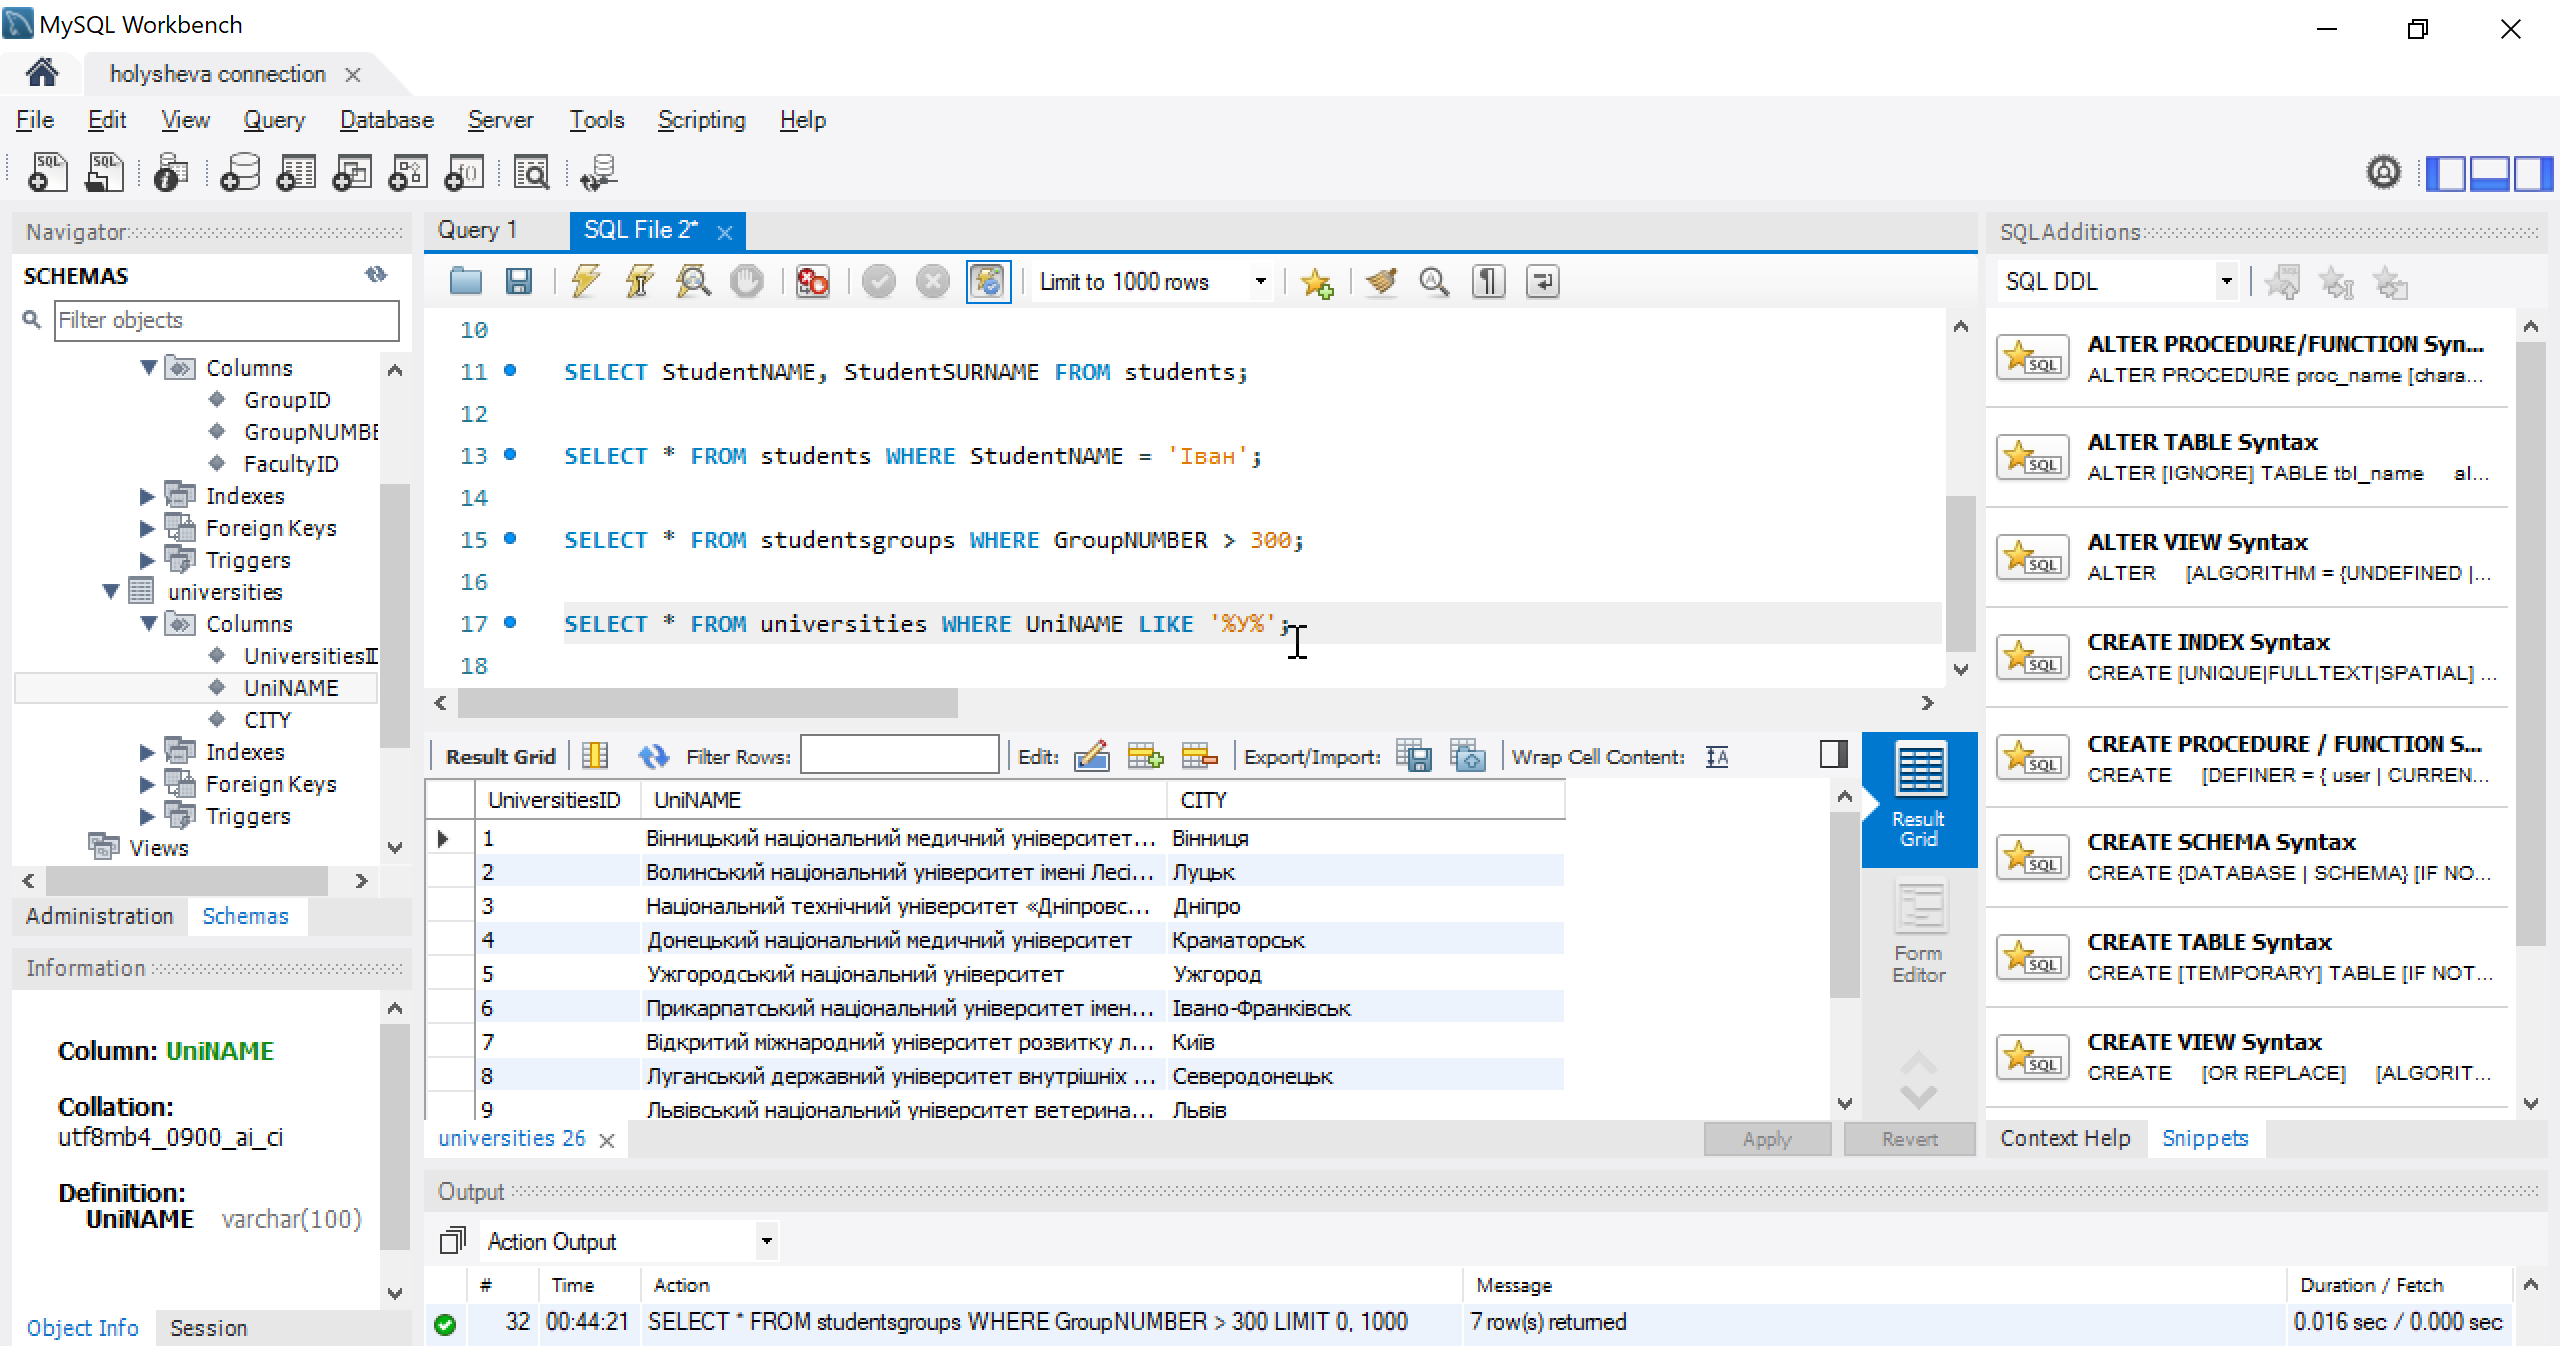 MySQL Workbench
holysheva connection
File Edit View Query Database Server Tools Scripting Help
Navigator
SCHEMAS
Filter objects
Columns
GroupID
GroupNUMBE
FacultyID
Indexes
Foreign Keys
Triggers
universities
Columns
UniversitiesID
UniNAME
CITY
Indexes
Foreign Keys
Triggers
Views
Administration Schemas
Information
Column: UniNAME
Collation:
utf8mb4_0900_ai_ci
Definition:
UniNAME varchar(100)
Object Info Session
Query 1 SQL File 2*
Limit to 1000 rows
10
11 SELECT StudentNAME, StudentSURNAME FROM students;
12
13 SELECT * FROM students WHERE StudentNAME = 'Іван';
14
15 SELECT * FROM studentsgroups WHERE GroupNUMBER > 300;
16
17 SELECT * FROM universities WHERE UniNAME LIKE '%У%';
18
Result Grid Filter Rows: Edit: Export/Import: Wrap Cell Content:
UniversitiesID UniNAME CITY
1 Вінницький національний медичний університет... Вінниця
2 Волинський національний університет імені Лесі... Луцьк
3 Національний технічний університет «Дніпровс... Дніпро
4 Донецький національний медичний університет Краматорськ
5 Ужгородський національний університет Ужгород
6 Прикарпатський національний університет імен... Івано-Франківськ
7 Відкритий міжнародний університет розвитку л... Київ
8 Луганський державний університет внутрішніх ... Северодонецьк
9 Львівський національний університет ветерина... Львів
Result
Grid
Form
Editor
universities 26
Apply Revert
Output
Action Output
# Time Action Message Duration / Fetch
32 00:44:21 SELECT * FROM studentsgroups WHERE GroupNUMBER > 300 LIMIT 0, 1000 7 row(s) returned 0.016 sec / 0.000 sec
SQLAdditions
SQL DDL
ALTER PROCEDURE/FUNCTION Syn...
ALTER PROCEDURE proc_name [chara...
ALTER TABLE Syntax
ALTER [IGNORE] TABLE tbl_name al...
ALTER VIEW Syntax
ALTER [ALGORITHM = {UNDEFINED |...
CREATE INDEX Syntax
CREATE [UNIQUE|FULLTEXT|SPATIAL] ...
CREATE PROCEDURE / FUNCTION S...
CREATE [DEFINER = { user | CURREN...
CREATE SCHEMA Syntax
CREATE {DATABASE | SCHEMA} [IF NO...
CREATE TABLE Syntax
CREATE [TEMPORARY] TABLE [IF NOT...
CREATE VIEW Syntax
CREATE [OR REPLACE] [ALGORIT...
Context Help Snippets